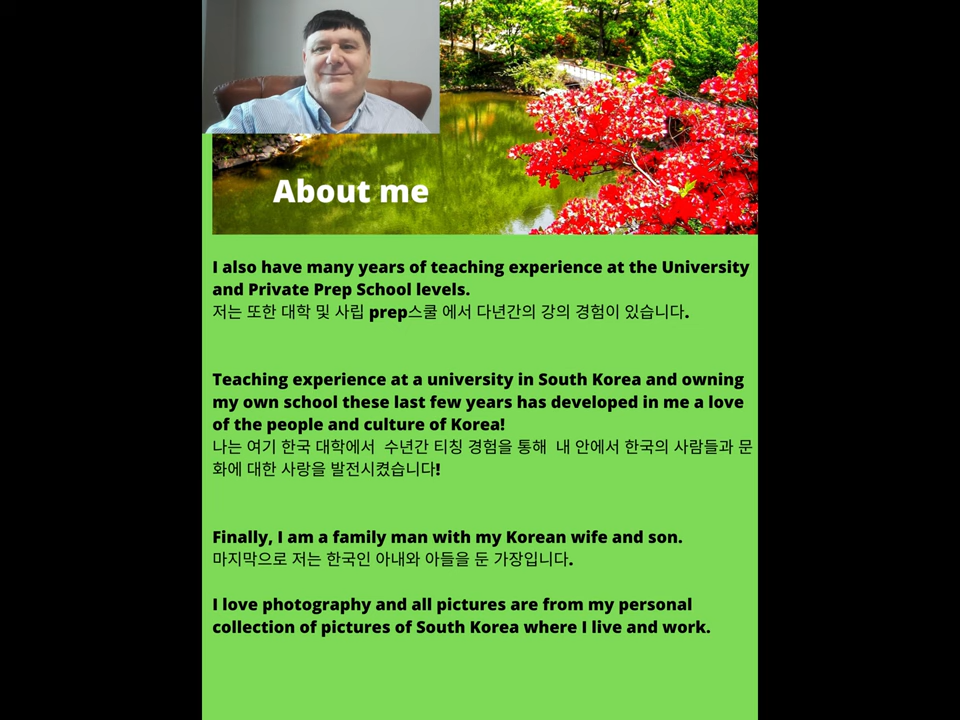 About me
I also have many years of teaching experience at the University
and Private Prep School levels.
저는 또한 대학 및 사립 prep스쿨 에서 다년간의 강의 경험이 있습니다.
Teaching experience at a university in South Korea and owning
my own school these last few years has developed in me a love
of the people and culture of Korea!
나는 여기 한국 대학에서 수년간 티칭 경험을 통해 내 안에서 한국의 사람들과 문
화에 대한 사랑을 발전시켰습니다!
Finally, I am a family man with my Korean wife and son.
마지막으로 저는 한국인 아내와 아들을 둔 가장입니다.
I love photography and all pictures are from my personal
collection of pictures of South Korea where I live and work.